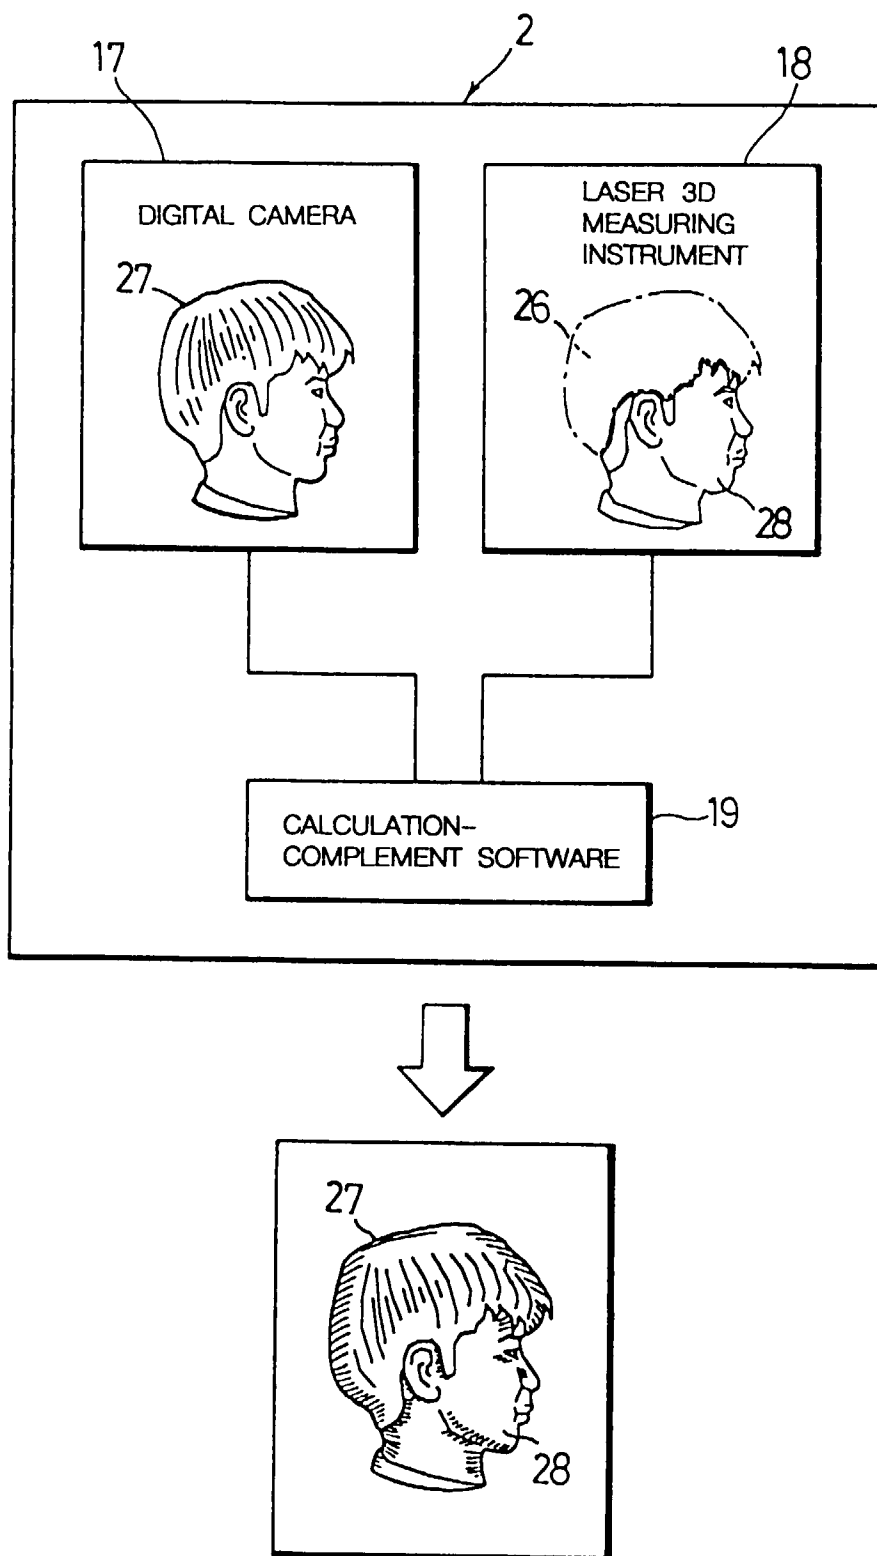 2
17
18
DIGITAL CAMERA
LASER 3D
MEASURING
INSTRUMENT
27
26
28
CALCULATION-
COMPLEMENT SOFTWARE
19
27
28